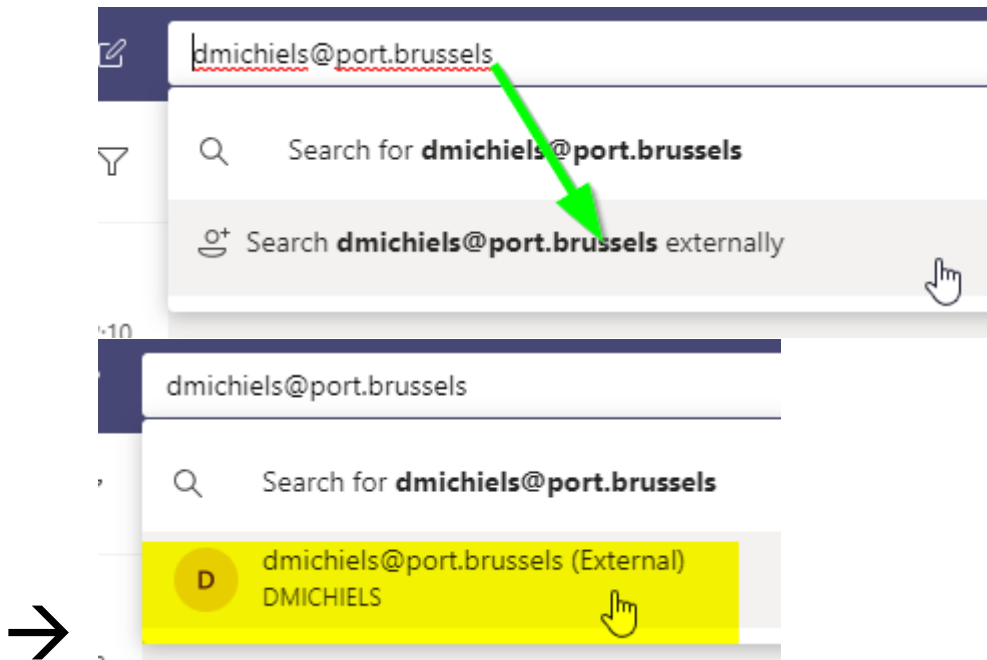 dmichiels@port.brussels
Search for dmichiels@port.brussels
Search dmichiels@port.brussels externally
dmichiels@port.brussels
Search for dmichiels@port.brussels
D
dmichiels@port.brussels (External)
DMICHIELS